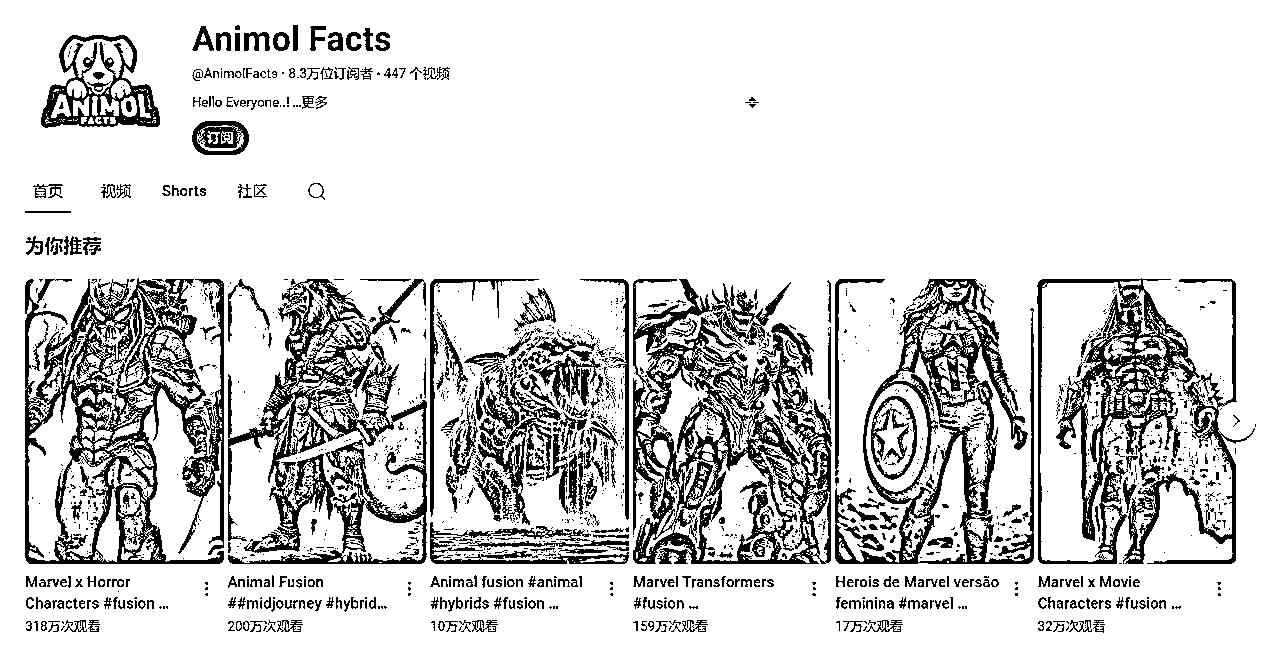 ANIMOL
FACTS
Animol Facts
@AnimolFacts · 8.3万位订阅者 · 447 个视频
Hello Everyone..! ...更多
订阅
首页 视频 Shorts 社区
为你推荐
Marvel x Horror
Characters #fusion ...
318万次观看
Animal Fusion
##midjourney #hybrid...
200万次观看
Animal fusion #animal
#hybrids #fusion ...
10万次观看
Marvel Transformers
#fusion ...
159万次观看
Herois de Marvel versão
feminina #marvel ...
17万次观看
Marvel x Movie
Characters #fusion ...
32万次观看